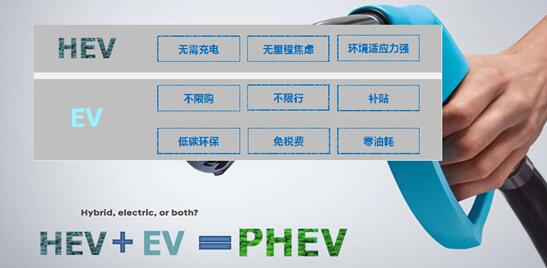 HEV 无需充电 无里程焦虑 环境适应力强
EV
不限购 不限行 补贴
低碳环保 免税费 零油耗
Hybrid, electric, or both?
HEV+EV=PHEV